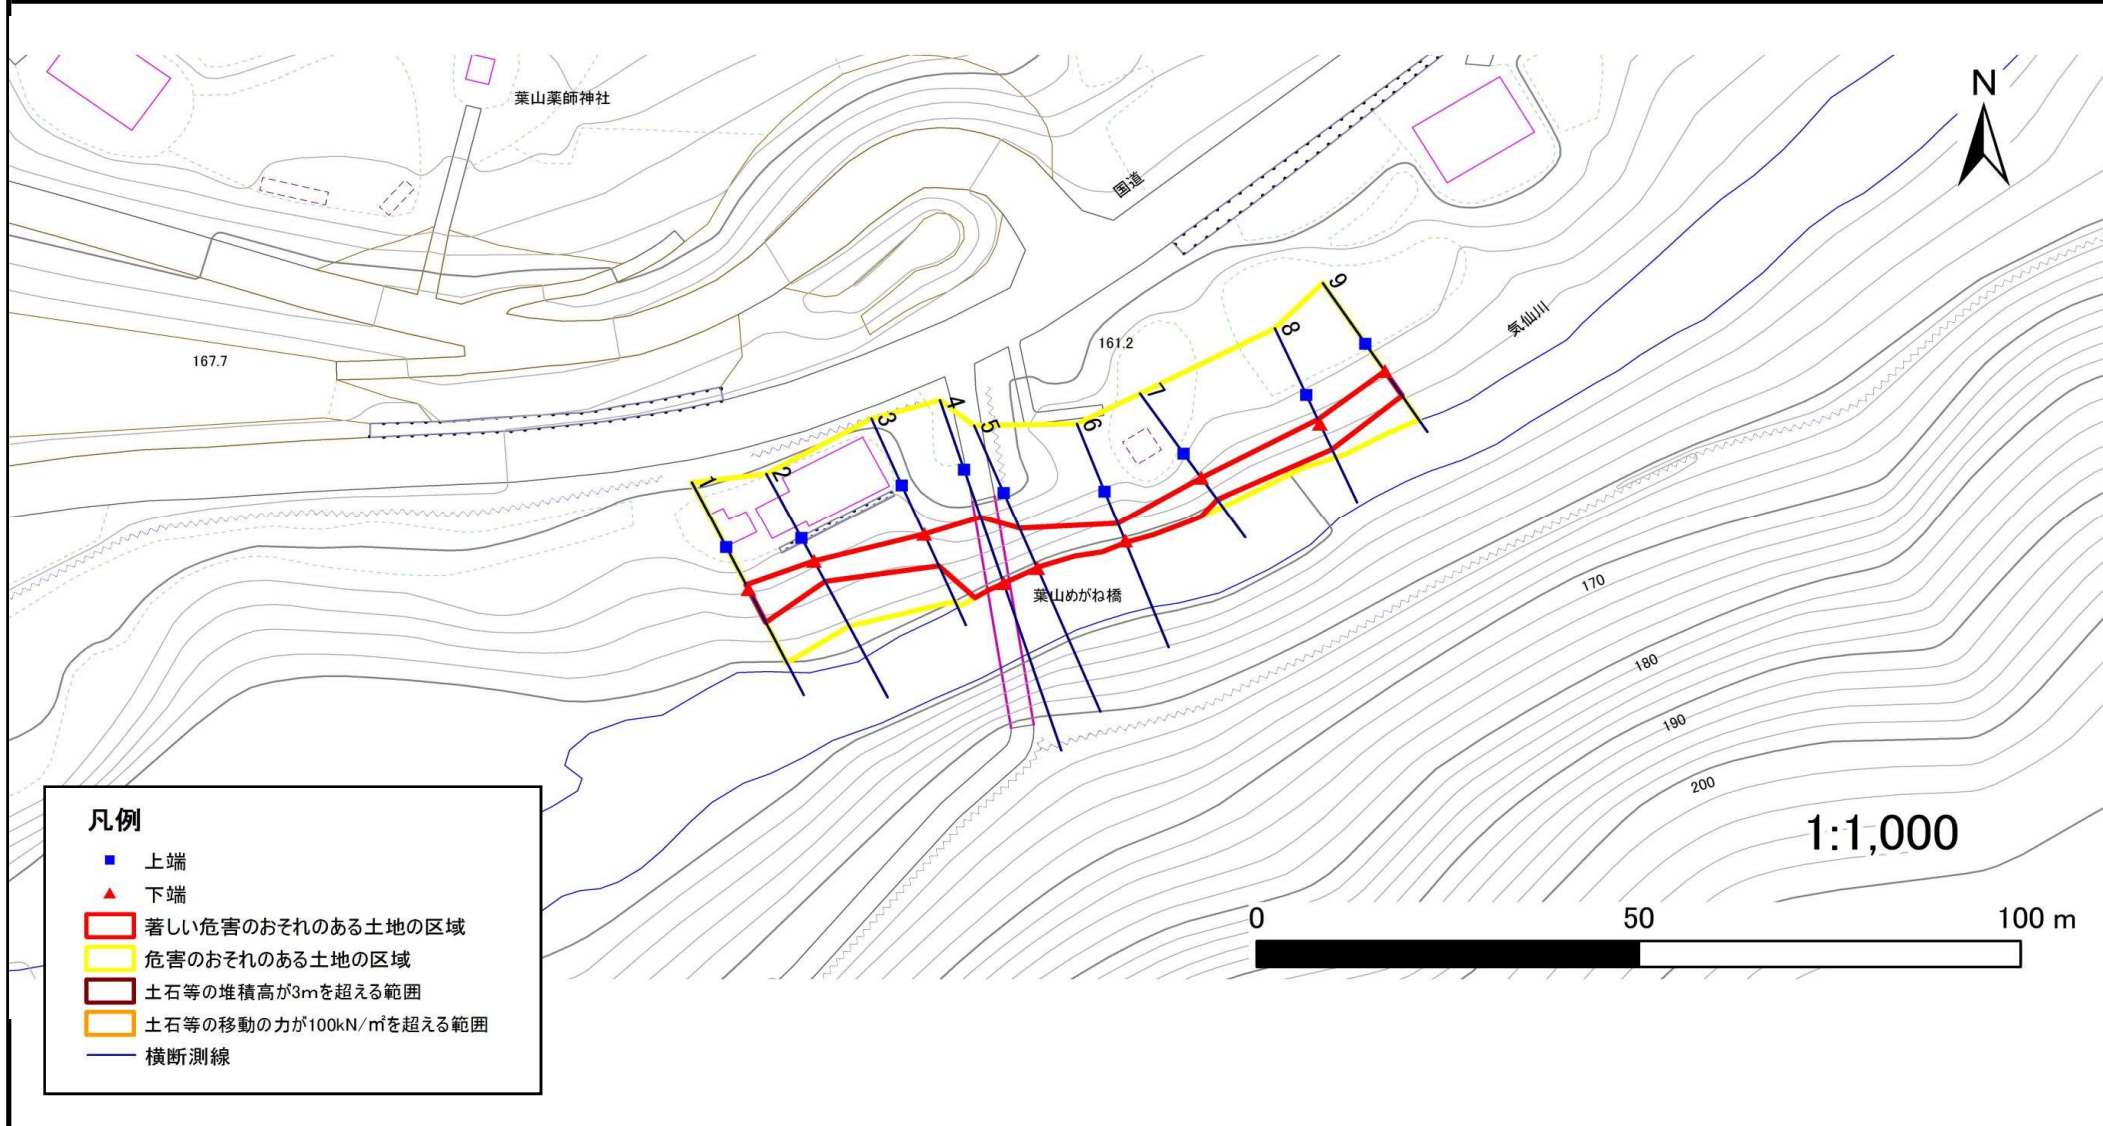 葉山薬師神社
N
国道
9
気仙川
8
161.2
167.7
7
4
3
5
6
2
1
170
葉山めがね橋
180
190
200
凡例
上端
下端
著しい危害のおそれのある土地の区域
危害のおそれのある土地の区域
土石等の堆積高が3mを超える範囲
土石等の移動の力が100kN/㎡を超える範囲
横断測線
1:1,000
0 50 100 m